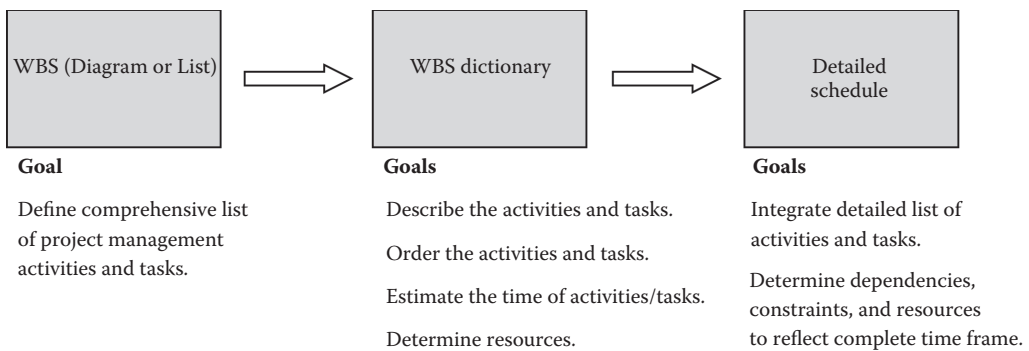 WBS (Diagram or List)
WBS dictionary
Detailed
schedule
Goal
Define comprehensive list
of project management
activities and tasks.
Goals
Describe the activities and tasks.
Order the activities and tasks.
Estimate the time of activities/tasks.
Determine resources.
Goals
Integrate detailed list of
activities and tasks.
Determine dependencies,
constraints, and resources
to reflect complete time frame.